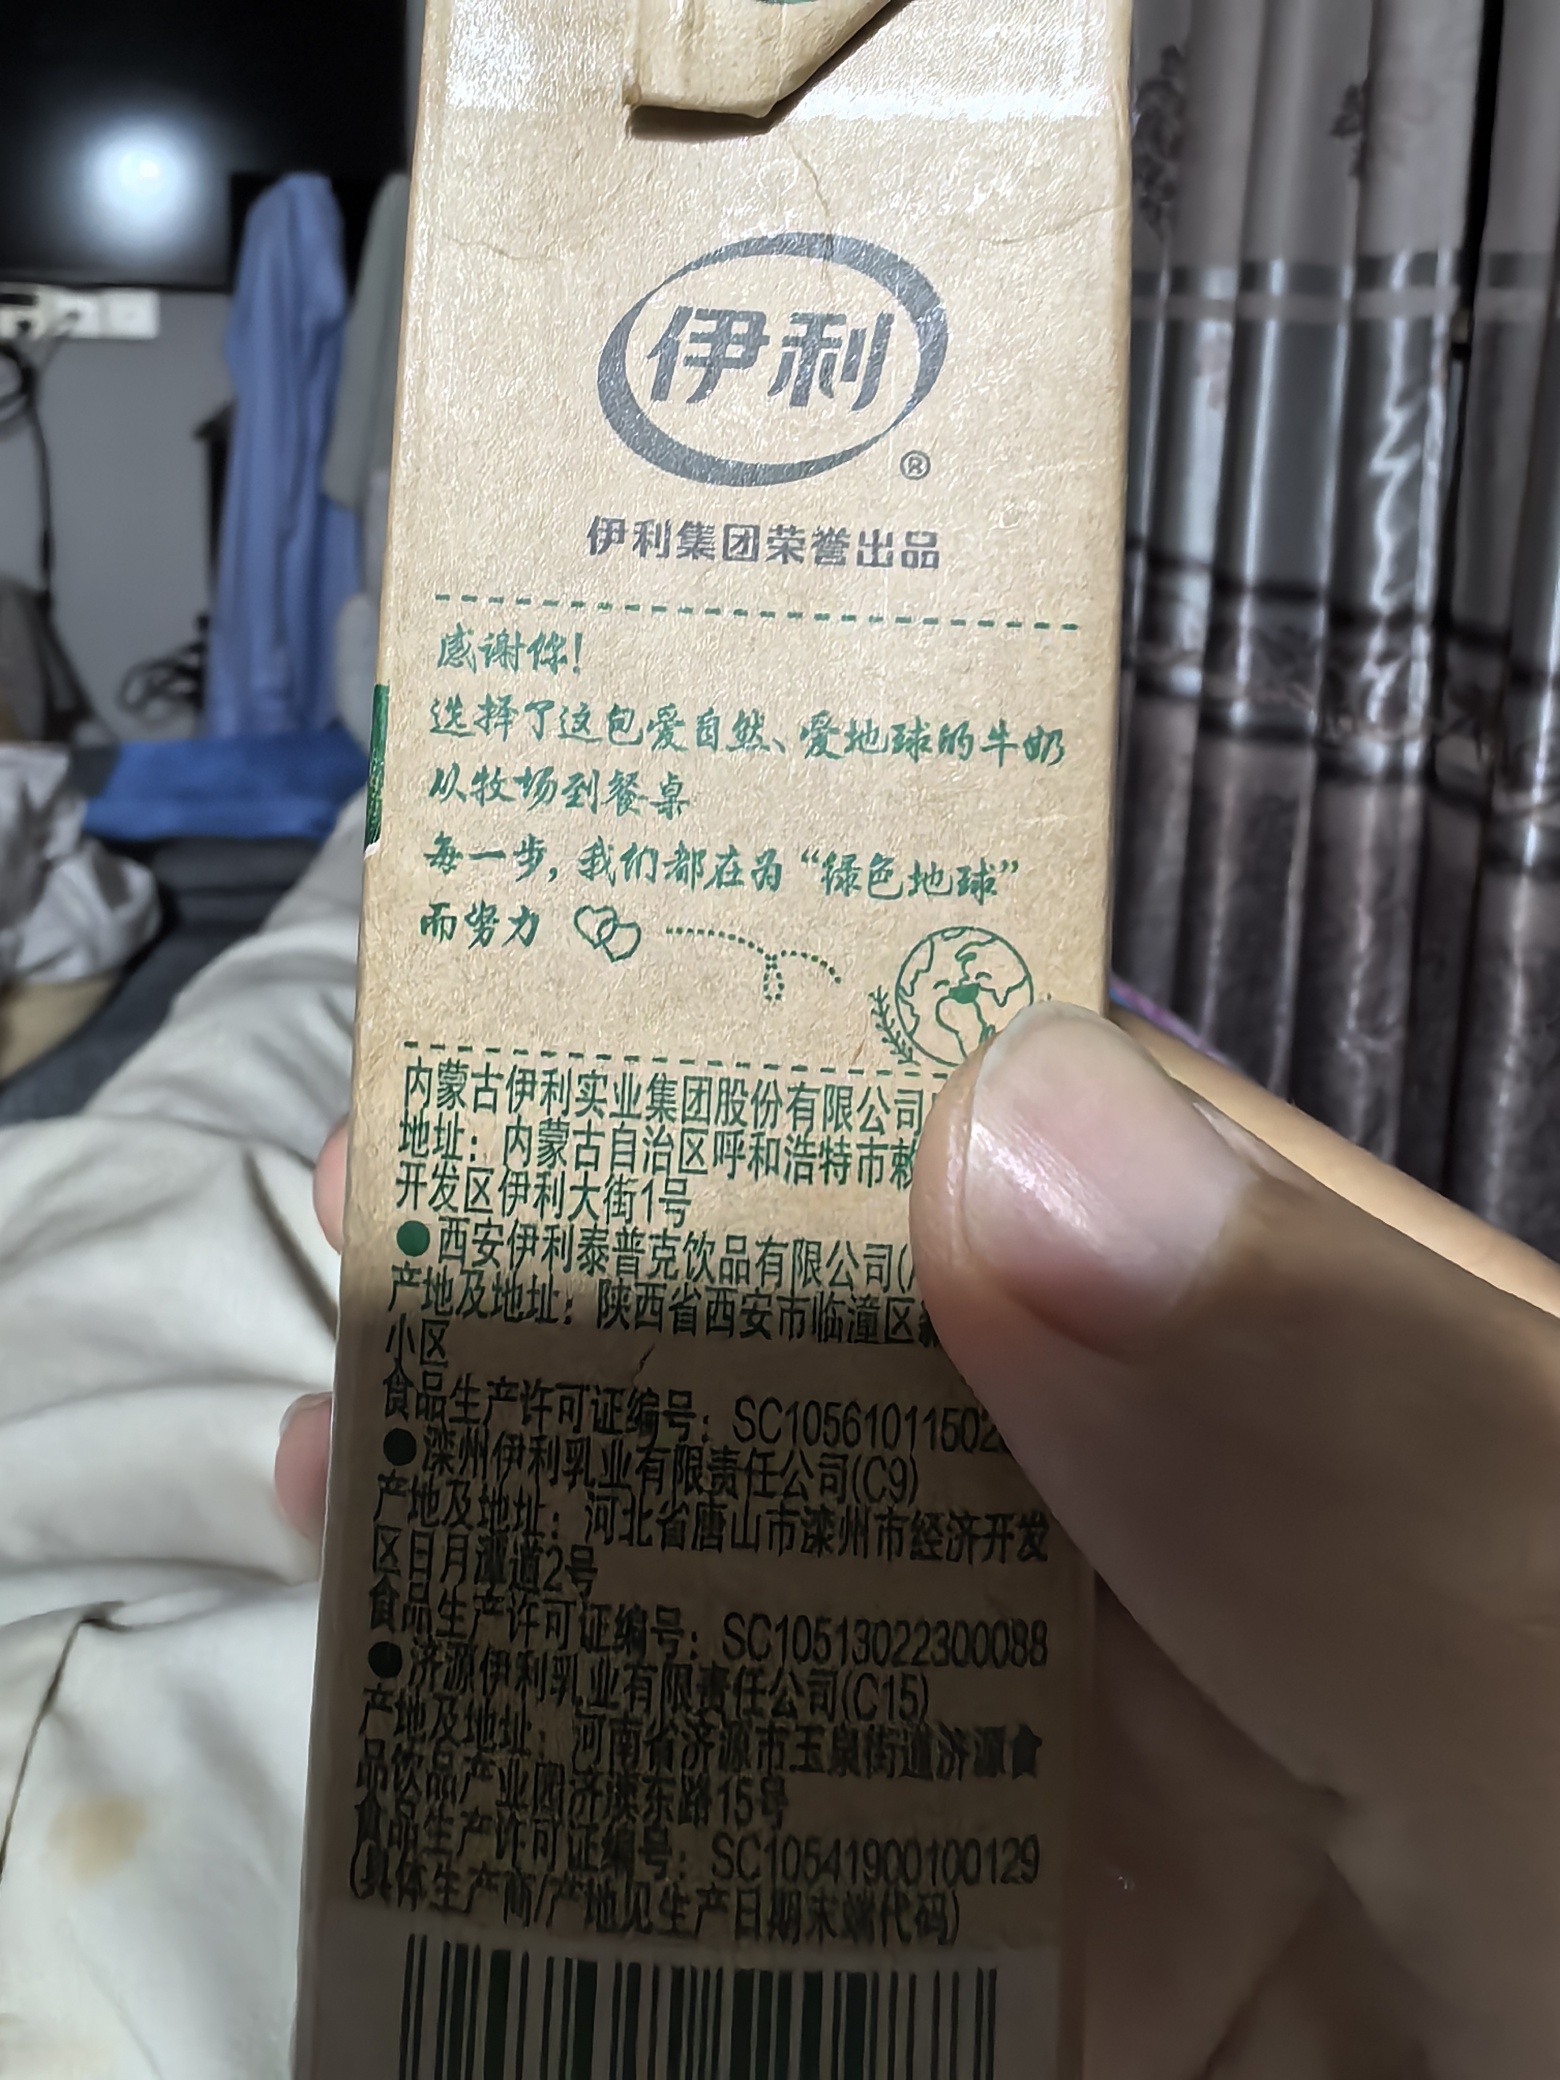 伊利
®
伊利集团荣誉出品
感谢你!
选择了这包爱自然、爱地球的牛奶
从牧场到餐桌
每一步,我们都在为“绿色地球”
而努力
内蒙古伊利实业集团股份有限公司
地址:内蒙古自治区呼和浩特市
开发区伊利大街1号
●西安伊利泰普克饮品有限公司(
产地及地址:陕西省西安市临潼区
小区
食品生产许可证编号:SC10561011502
●滦州伊利乳业有限责任公司(C9)
产地及地址:河北省唐山市滦州市经济开发
区日月潭道2号
食品生产许可证编号:SC10513022300088
●济源伊利乳业有限责任公司(C15)
产地及地址:河南省济源市玉泉街道济源食
品饮品产业园济渎东路15号
食品生产许可证编号:SC10541900100129
(具体生产商/产地见生产日期末端代码)